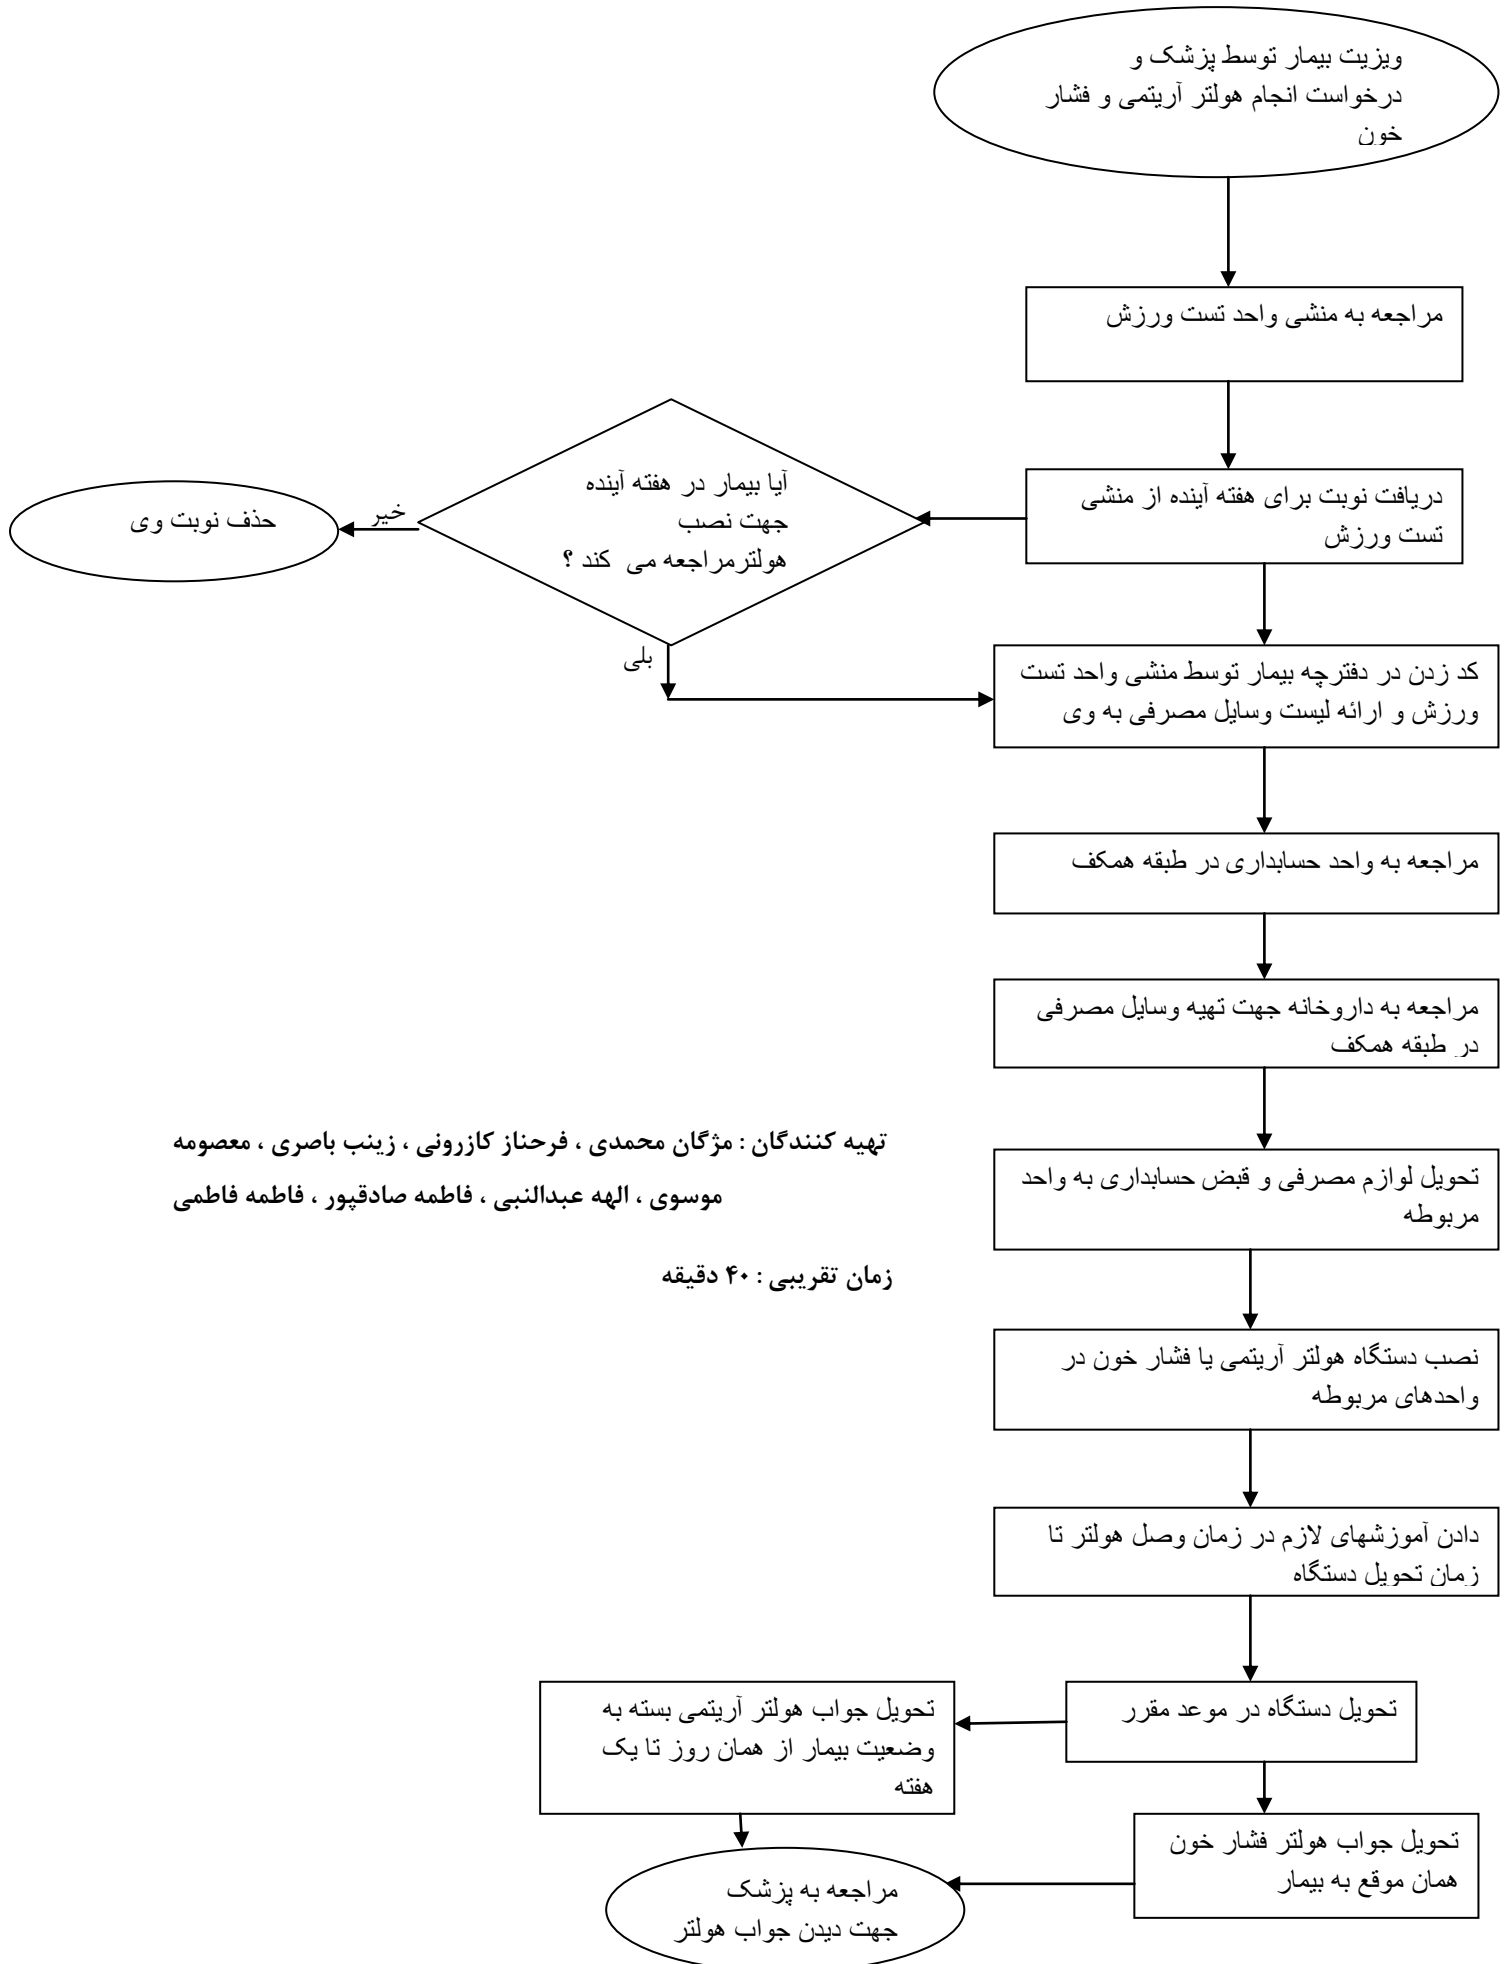 ویزیت بیمار توسط پزشک و
درخواست انجام هولتر آریتمی و فشار
خون
مراجعه به منشی واحد تست ورزش
دریافت نوبت برای هفته آینده از منشی
تست ورزش
آیا بیمار در هفته آینده
جهت نصب
هولترمراجعه می کند ؟
خیر
حذف نوبت وی
بلی
کد زدن در دفترچه بیمار توسط منشی واحد تست
ورزش و ارائه لیست وسایل مصرفی به وی
مراجعه به واحد حسابداری در طبقه همکف
مراجعه به داروخانه جهت تهیه وسایل مصرفی
در طبقه همکف
تهیه کنندگان : مژگان محمدی ، فرحناز کازرونی ، زینب باصری ، معصومه
موسوی ، الهه عبدالنبی ، فاطمه صادقپور ، فاطمه فاطمی
زمان تقریبی : ۴۰ دقیقه
تحویل لوازم مصرفی و قبض حسابداری به واحد
مربوطه
نصب دستگاه هولتر آریتمی یا فشار خون در
واحدهای مربوطه
دادن آموزشهای لازم در زمان وصل هولتر تا
زمان تحویل دستگاه
تحویل دستگاه در موعد مقرر
تحویل جواب هولتر آریتمی بسته به
وضعیت بیمار از همان روز تا یک
هفته
تحویل جواب هولتر فشار خون
همان موقع به بیمار
مراجعه به پزشک
جهت دیدن جواب هولتر